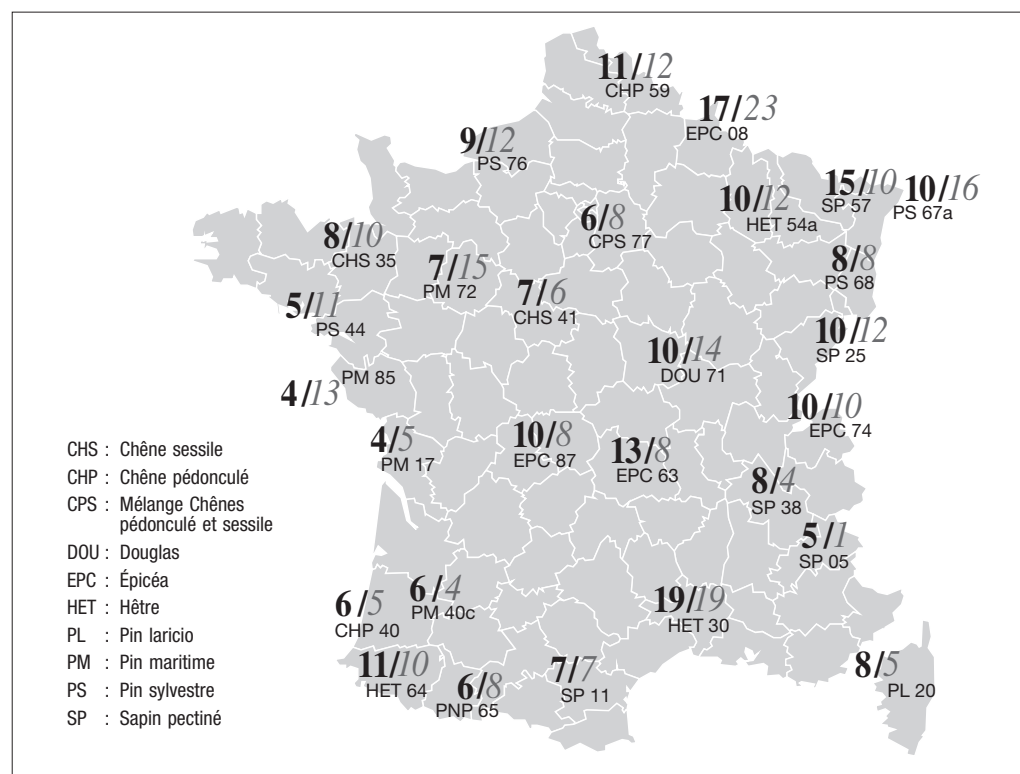 11/12
CHP 59
17/23
EPC 08
9/12
PS 76
15/10
SP 57
10/16
PS 67a
10/12
HET 54a
6/8
CPS 77
8/10
CHS 35
7/15
PM 72
8/8
PS 68
7/6
CHS 41
5/11
PS 44
10/12
SP 25
10/14
DOU 71
PM 85
4/13
10/10
EPC 74
4/5
PM 17
10/8
EPC 87
13/8
EPC 63
8/4
SP 38
5/1
SP 05
6/5
CHP 40
6/4
PM 40c
19/19
HET 30
11/10
HET 64
6/8
PNP 65
7/7
SP 11
8/5
PL 20
CHS : Chêne sessile
CHP : Chêne pédonculé
CPS : Mélange Chênes
pédonculé et sessile
DOU : Douglas
EPC : Épicéa
HET : Hêtre
PL : Pin laricio
PM : Pin maritime
PS : Pin sylvestre
SP : Sapin pectiné